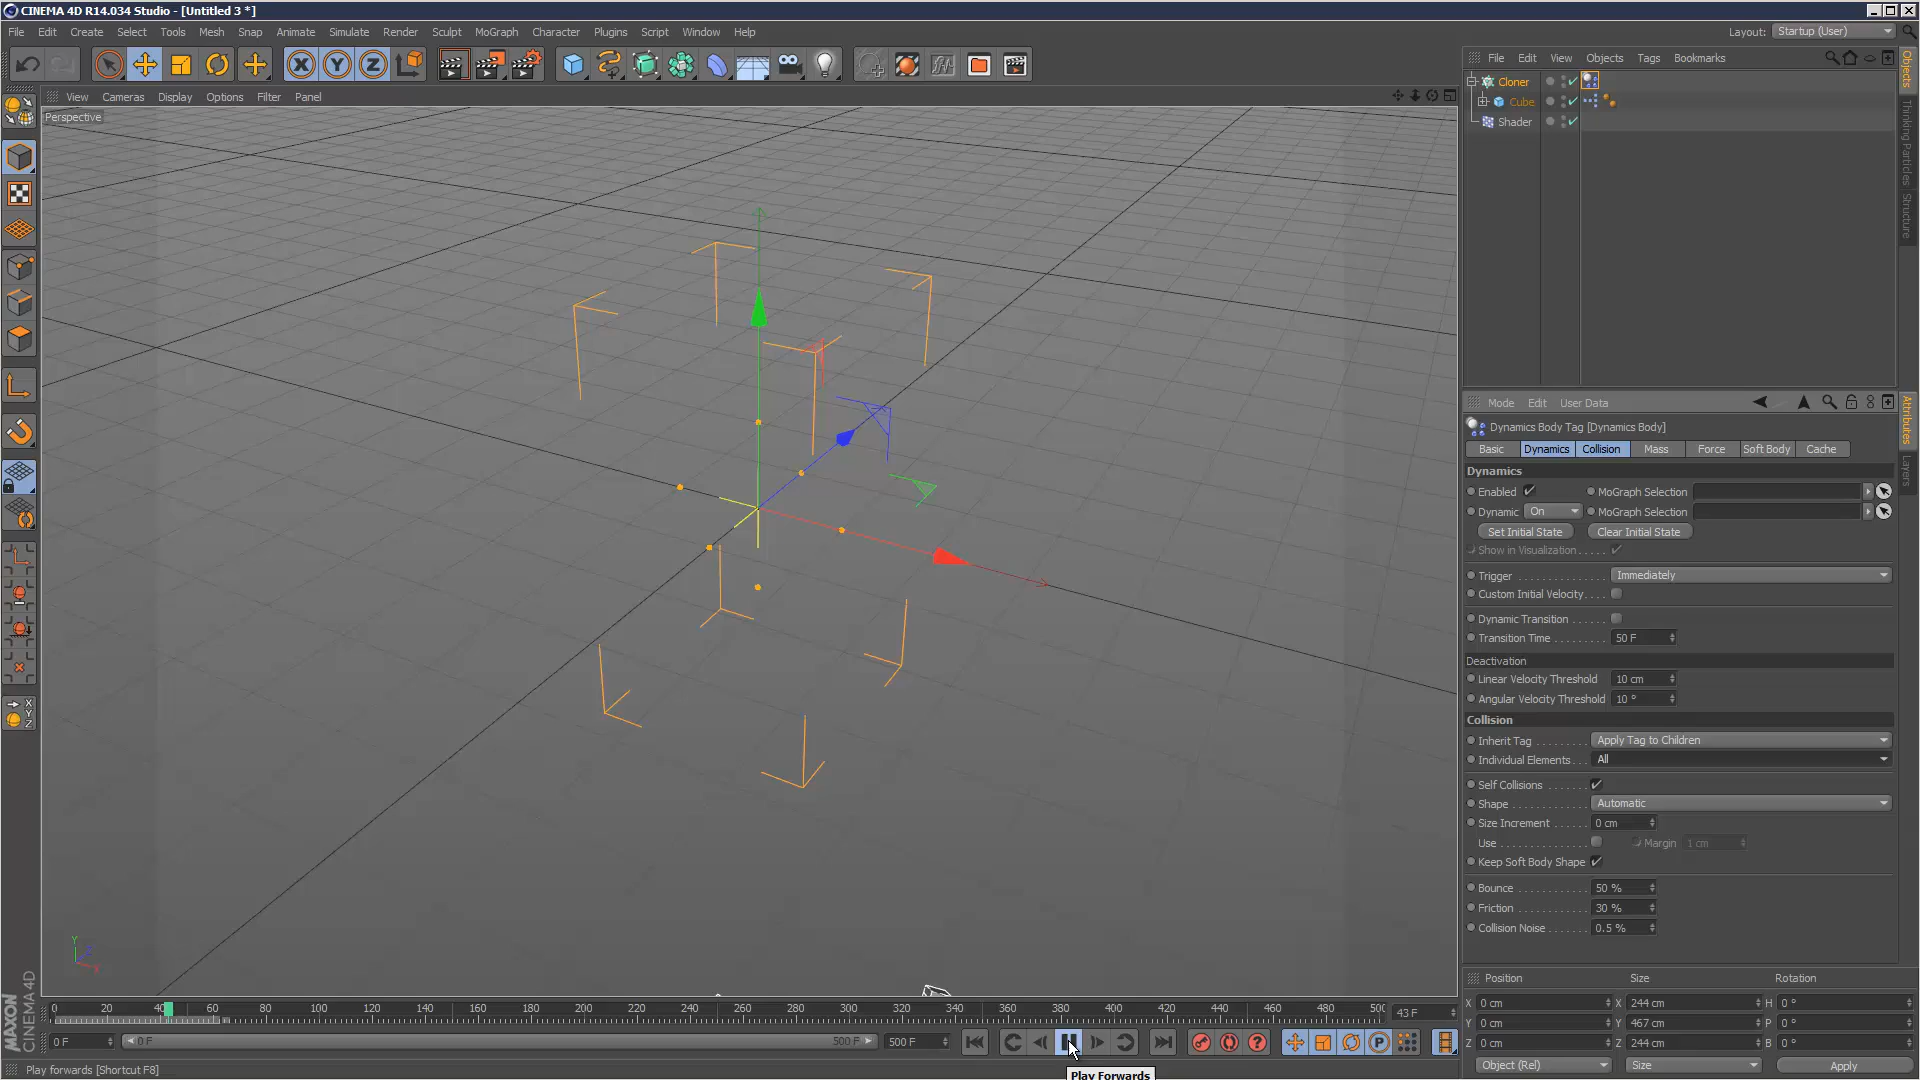 CINEMA 4D R14.034 Studio - [Untitled 3 *]
File Edit Create Select Tools Mesh Snap Animate Simulate Render Sculpt MoGraph Character Plugins Script Window Help
Layout: Startup (User)
X Y Z
File Edit View Objects Tags Bookmarks
View Cameras Display Options Filter Panel
Perspective
Cloner
Cube
Shader
Objects
Thinking Particles
Structure
Mode Edit User Data
Attributes
Layers
Dynamics Body Tag [Dynamics Body]
Basic Dynamics Collision Mass Force Soft Body Cache
Dynamics
Enabled MoGraph Selection
Dynamic On MoGraph Selection
Set Initial State Clear Initial State
Show in Visualization
Trigger Immediately
Custom Initial Velocity
Dynamic Transition
Transition Time 50 F
Deactivation
Linear Velocity Threshold 10 cm
Angular Velocity Threshold 10 °
Collision
Inherit Tag Apply Tag to Children
Individual Elements All
Self Collisions
Shape Automatic
Size Increment 0 cm
Use Margin 1 cm
Keep Soft Body Shape
Bounce 50 %
Friction 30 %
Collision Noise 0.5 %
Position Size Rotation
X 0 cm X 244 cm H 0 °
Y 0 cm Y 467 cm P 0 °
Z 0 cm Z 244 cm B 0 °
Object (Rel) Size Apply
X
Y
Z
Y
Z
X
MAXON
CINEMA 4D
0 20 40 60 80 100 120 140 160 180 200 220 240 260 280 300 320 340 360 380 400 420 440 460 480 500
43 F
0 F 0 F 500 F 500 F
? P
Play forwards [Shortcut F8]
Play Forwards